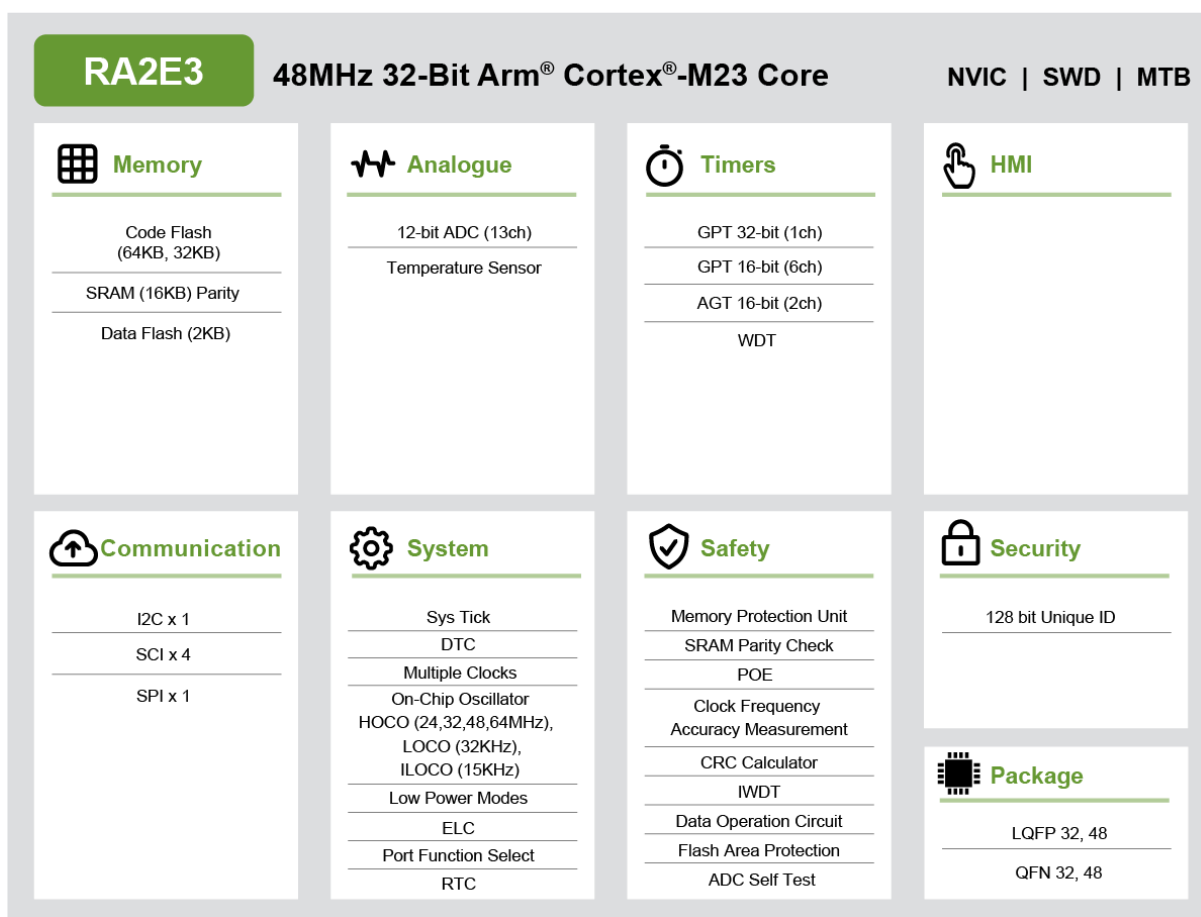 RA2E3
48MHz 32-Bit Arm® Cortex®-M23 Core
NVIC | SWD | MTB
Memory
Code Flash
(64KB, 32KB)
SRAM (16KB) Parity
Data Flash (2KB)
Analogue
12-bit ADC (13ch)
Temperature Sensor
Timers
GPT 32-bit (1ch)
GPT 16-bit (6ch)
AGT 16-bit (2ch)
WDT
HMI
Communication
I2C x 1
SCI x 4
SPI x 1
System
Sys Tick
DTC
Multiple Clocks
On-Chip Oscillator
HOCO (24,32,48,64MHz),
LOCO (32KHz),
ILOCO (15KHz)
Low Power Modes
ELC
Port Function Select
RTC
Safety
Memory Protection Unit
SRAM Parity Check
POE
Clock Frequency
Accuracy Measurement
CRC Calculator
IWDT
Data Operation Circuit
Flash Area Protection
ADC Self Test
Security
128 bit Unique ID
Package
LQFP 32, 48
QFN 32, 48